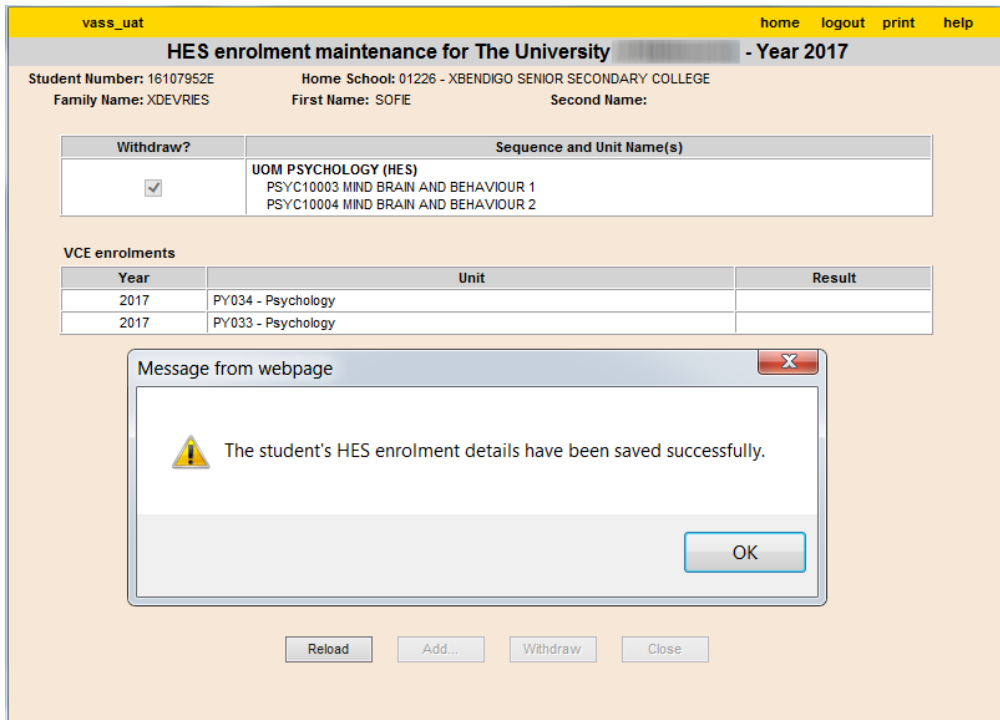 vass_uat home logout print help
HES enrolment maintenance for The University - Year 2017
Student Number: 16107952E Home School: 01226 - XBENDIGO SENIOR SECONDARY COLLEGE
Family Name: XDEVRIES First Name: SOFIE Second Name:
Withdraw? Sequence and Unit Name(s)
UOM PSYCHOLOGY (HES)
PSYC10003 MIND BRAIN AND BEHAVIOUR 1
PSYC10004 MIND BRAIN AND BEHAVIOUR 2
VCE enrolments
Year Unit Result
2017 PY034 - Psychology
2017 PY033 - Psychology
Message from webpage
The student's HES enrolment details have been saved successfully.
OK
Reload Add... Withdraw Close